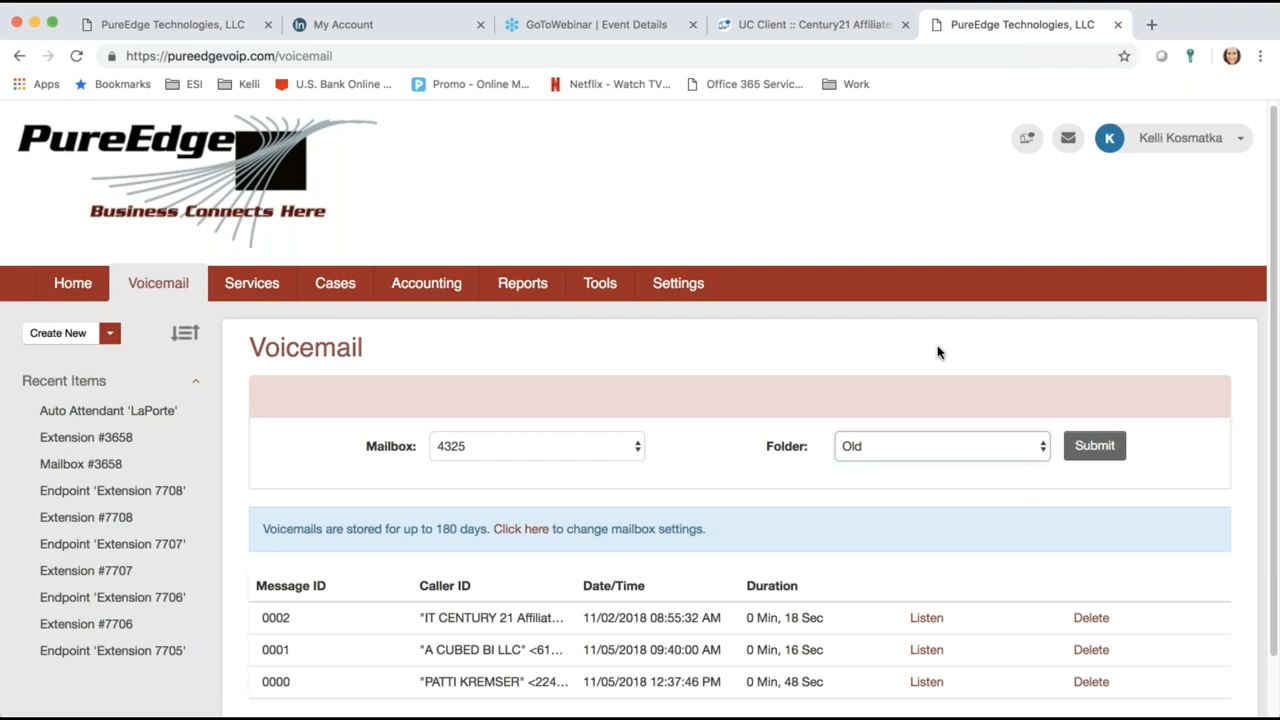 PureEdge Technologies, LLC
My Account
GoToWebinar | Event Details
UC Client :: Century21 Affiliate
PureEdge Technologies, LLC
https://pureedgevoip.com/voicemail
Apps
Bookmarks
ESI
Kelli
U.S. Bank Online ...
Promo - Online M...
Netflix - Watch TV...
Office 365 Servic...
Work
PureEdge
Business Connects Here
K
Kelli Kosmatka
Home
Voicemail
Services
Cases
Accounting
Reports
Tools
Settings
Create New
Recent Items
Auto Attendant 'LaPorte'
Extension #3658
Mailbox #3658
Endpoint 'Extension 7708'
Extension #7708
Endpoint 'Extension 7707'
Extension #7707
Endpoint 'Extension 7706'
Extension #7706
Endpoint 'Extension 7705'
Voicemail
Mailbox: 4325 Folder: Old Submit
Voicemails are stored for up to 180 days. Click here to change mailbox settings.
Message ID Caller ID Date/Time Duration
0002 "IT CENTURY 21 Affiliat... 11/02/2018 08:55:32 AM 0 Min, 18 Sec Listen Delete
0001 "A CUBED BI LLC" <61... 11/05/2018 09:40:00 AM 0 Min, 16 Sec Listen Delete
0000 "PATTI KREMSER" <224... 11/05/2018 12:37:46 PM 0 Min, 48 Sec Listen Delete